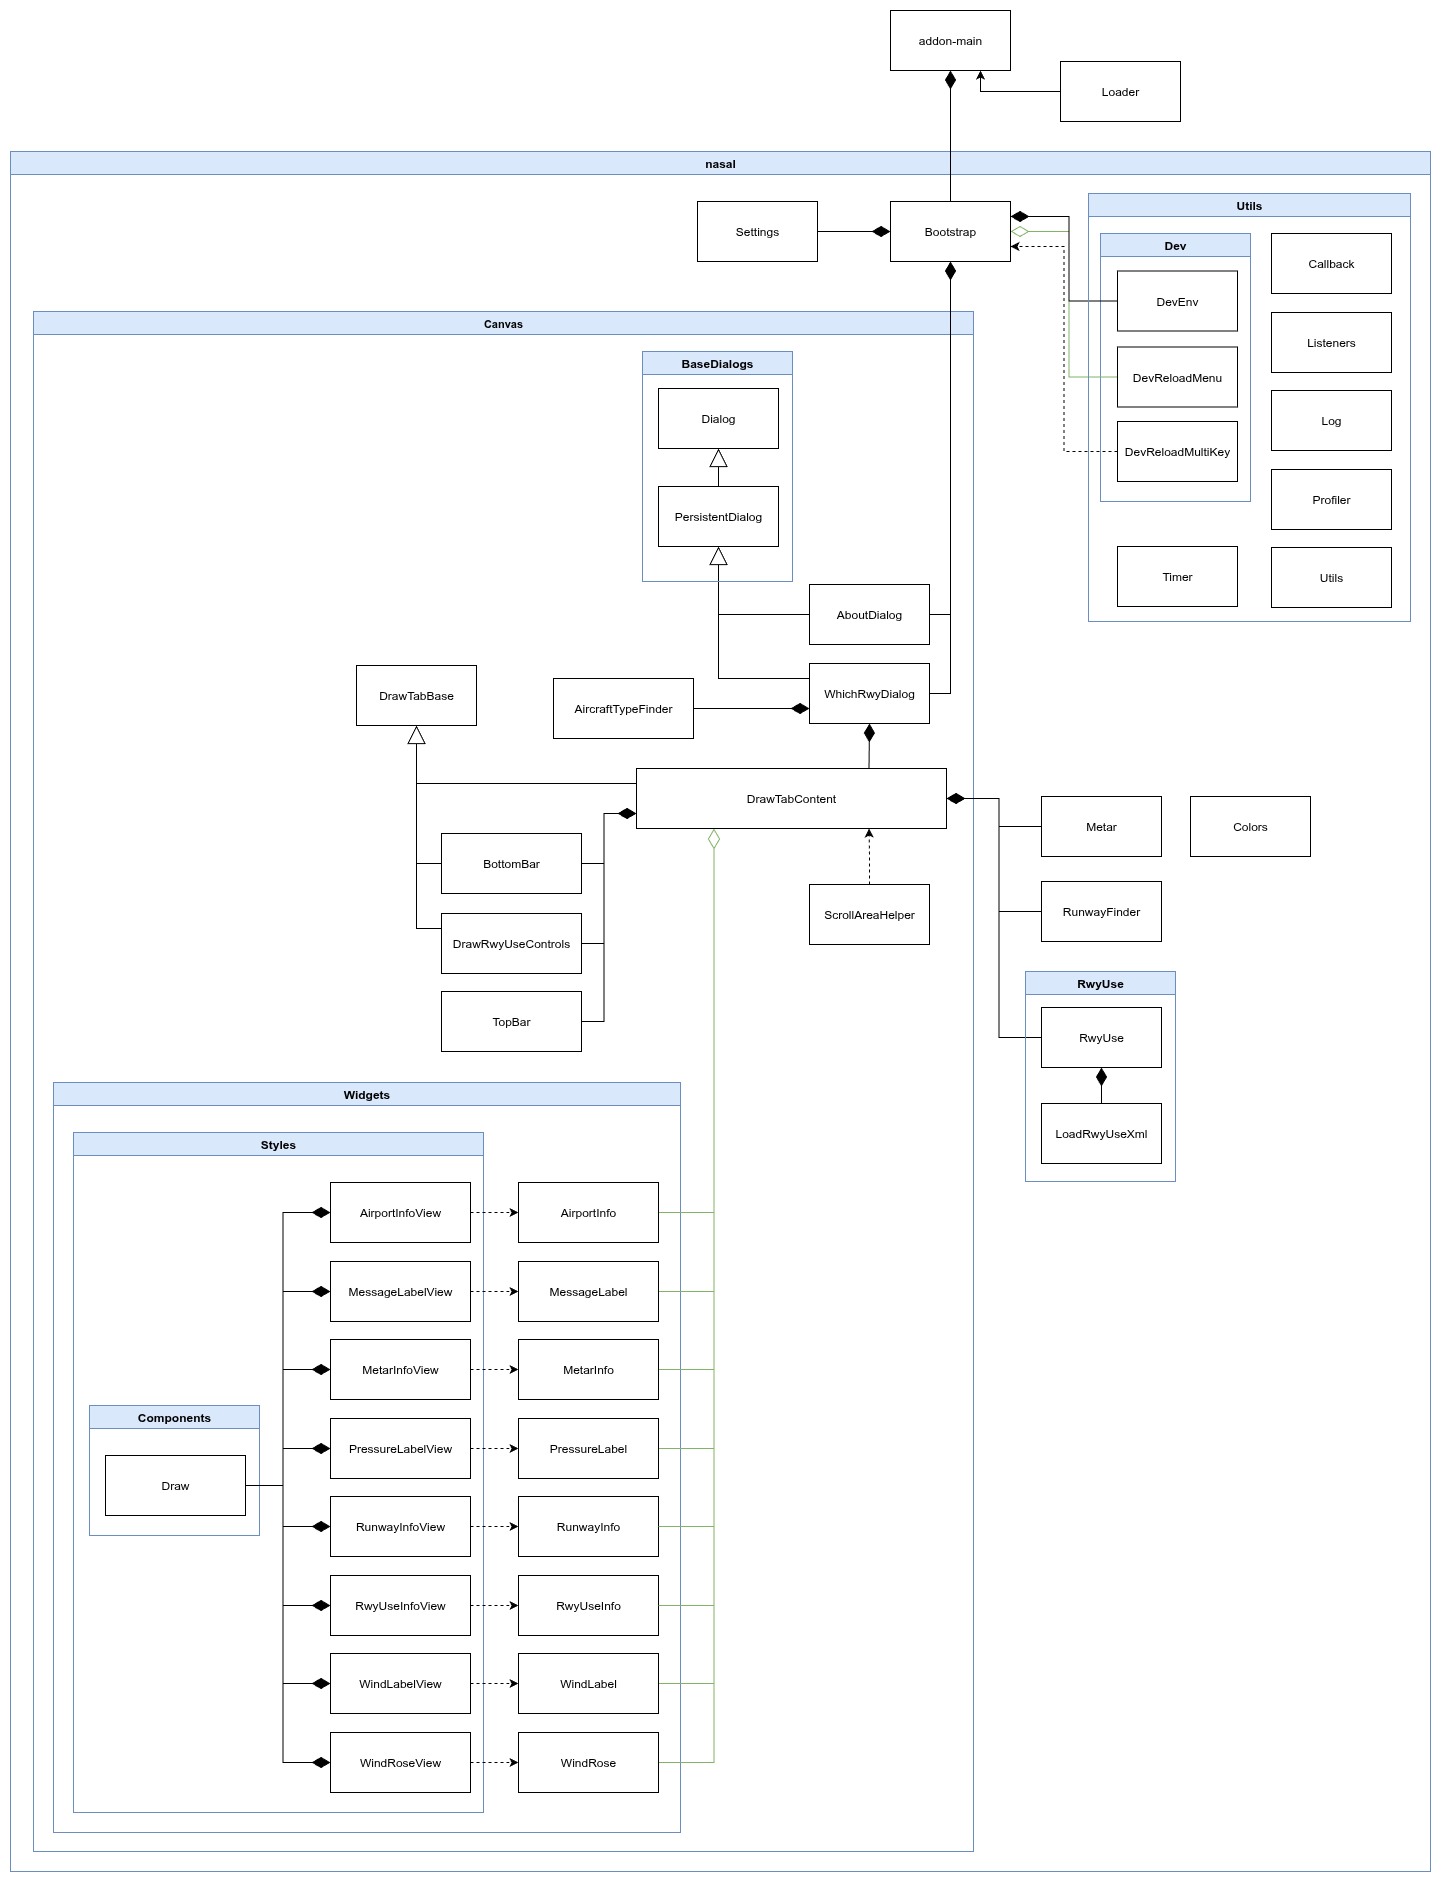 addon-main
Loader
nasal
Settings
Bootstrap
Utils
Dev
DevEnv
DevReloadMenu
DevReloadMultiKey
Timer
Callback
Listeners
Log
Profiler
Utils
Canvas
BaseDialogs
Dialog
PersistentDialog
AboutDialog
WhichRwyDialog
AircraftTypeFinder
DrawTabBase
DrawTabContent
BottomBar
DrawRwyUseControls
TopBar
ScrollAreaHelper
Metar
Colors
RunwayFinder
RwyUse
RwyUse
LoadRwyUseXml
Widgets
Styles
AirportInfoView
AirportInfo
MessageLabelView
MessageLabel
MetarInfoView
MetarInfo
Components
Draw
PressureLabelView
PressureLabel
RunwayInfoView
RunwayInfo
RwyUseInfoView
RwyUseInfo
WindLabelView
WindLabel
WindRoseView
WindRose